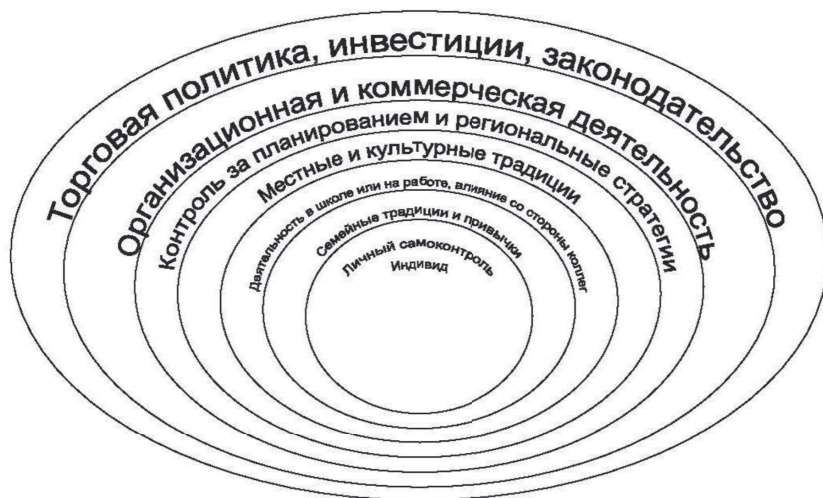 Торговая политика, инвестиции, законодательство
Организационная и коммерческая деятельность
Контроль за планированием и региональные стратегии
Местные и культурные традиции
Деятельность в школе или на работе, влияние со стороны коллег
Семейные традиции и привычки
Личный самоконтроль
Индивид